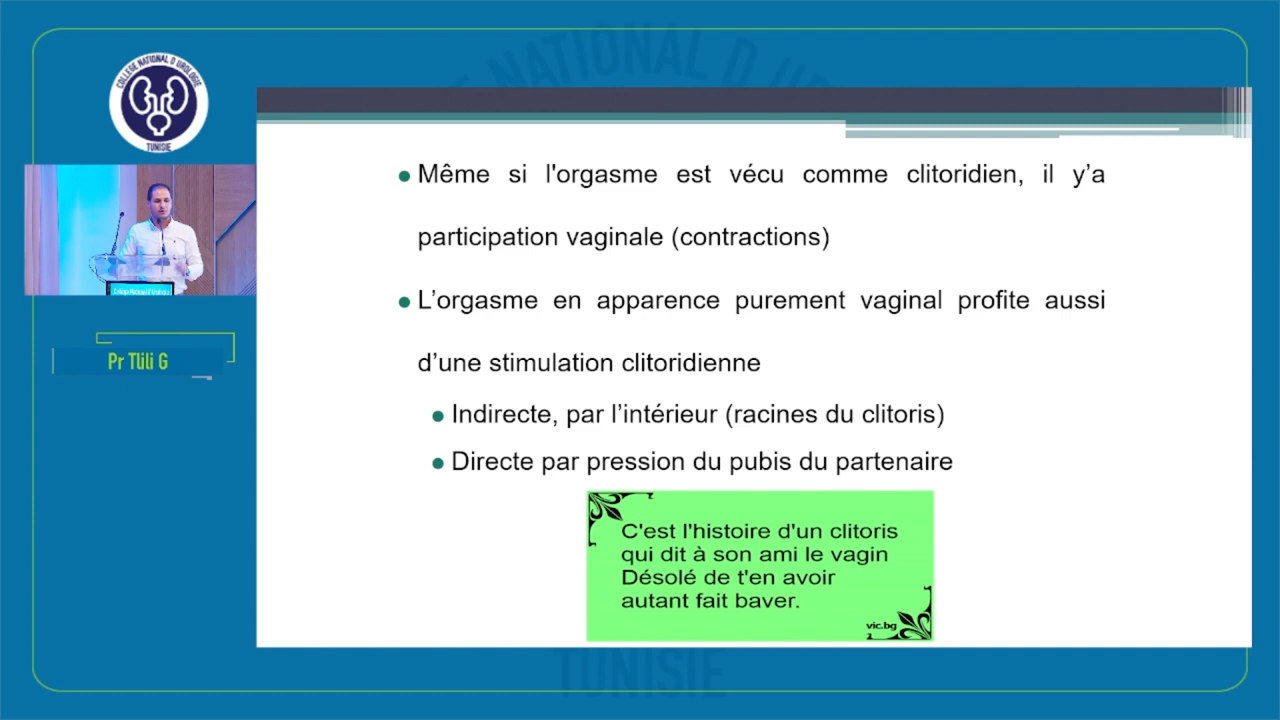 COLLÈGE NATIONAL D UROLOGIE
TUNISIE
Pr Tlili G
Même si l'orgasme est vécu comme clitoridien, il y’a
participation vaginale (contractions)
L’orgasme en apparence purement vaginal profite aussi
d’une stimulation clitoridienne
Indirecte, par l’intérieur (racines du clitoris)
Directe par pression du pubis du partenaire
C'est l'histoire d'un clitoris
qui dit à son ami le vagin
Désolé de t'en avoir
autant fait baver.
vic.bg
NATIONAL D
TUNISIE